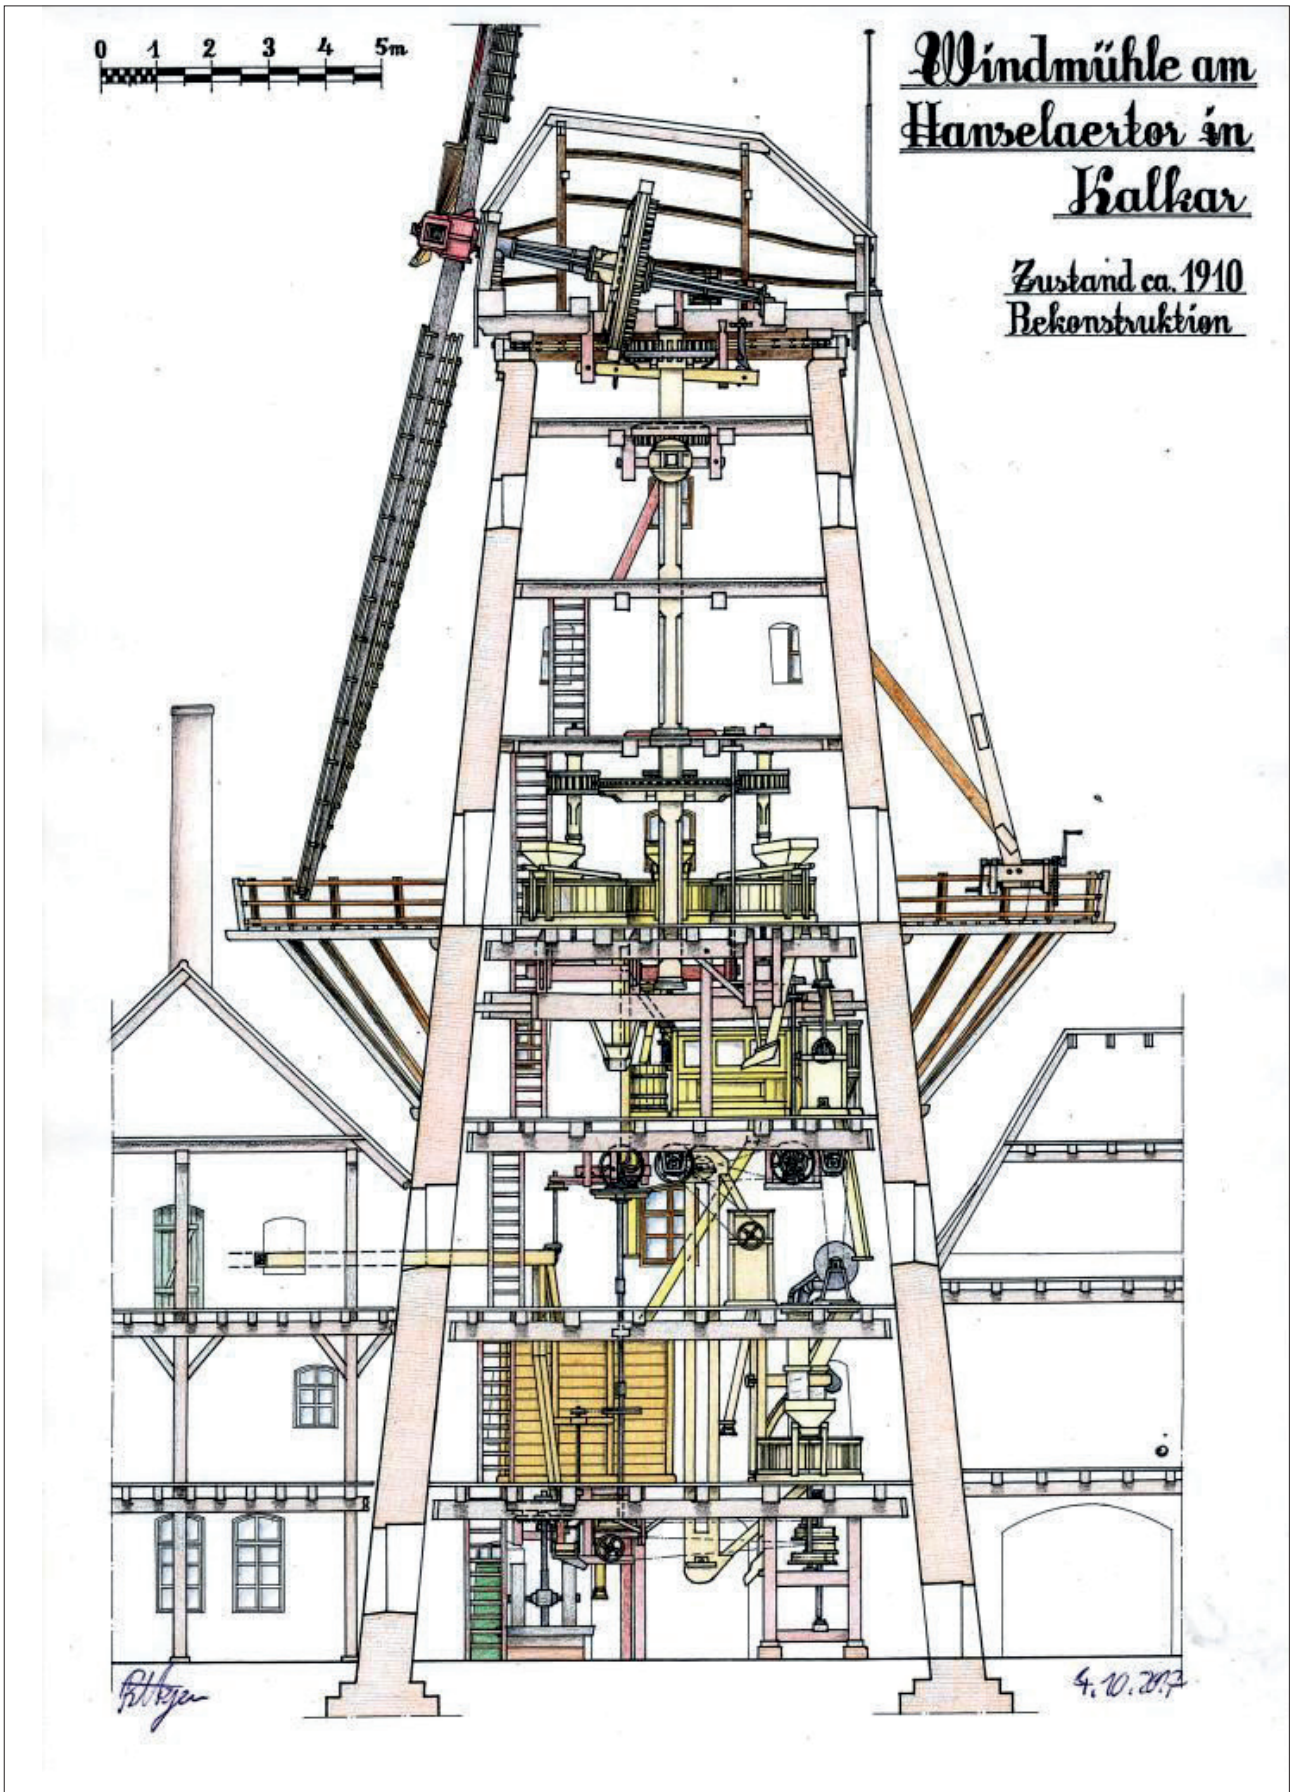 0 1 2 3 4 5m
Windmühle am
Hanselaertor in
Kalkar
Zustand ca. 1910
Rekonstruktion
4.10.2017